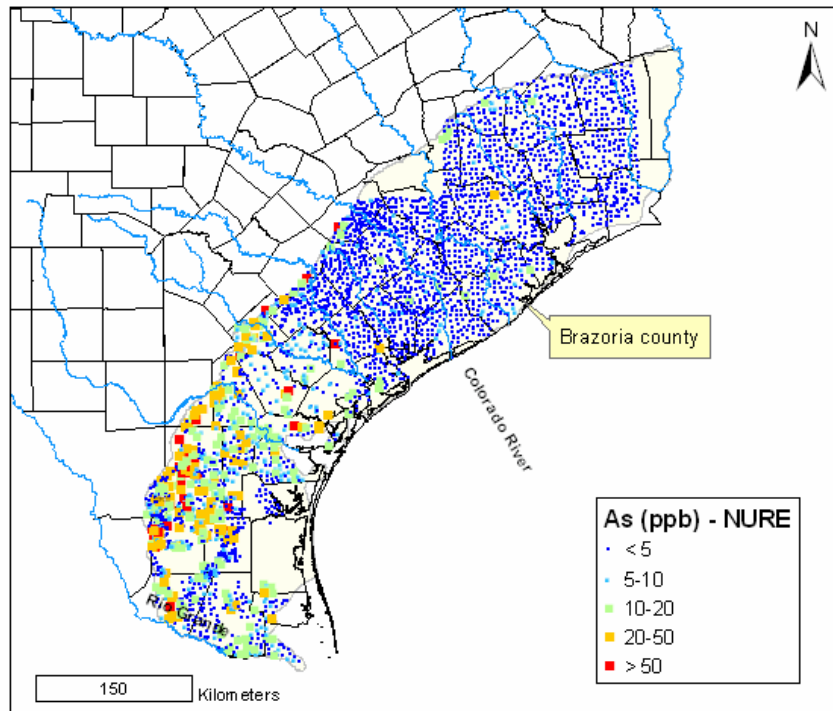 N
Brazoria county
Colorado River
As (ppb) - NURE
< 5
5-10
10-20
20-50
> 50
Rio Grande
150
Kilometers